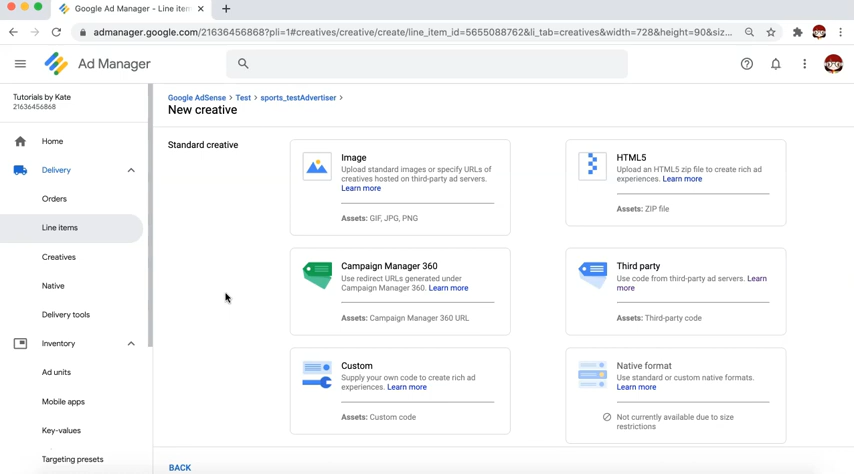 Google Ad Manager - Line item
admanager.google.com/21636456868?pli=1#creatives/creative/create/line_item_id=5655088762&li_tab=creatives&width=728&height=90&siz...
Ad Manager
Tutorials by Kate
21636456868
Home
Delivery
Orders
Line items
Creatives
Native
Delivery tools
Inventory
Ad units
Mobile apps
Key-values
Targeting presets
Google AdSense > Test > sports_testAdvertiser >
New creative
Standard creative
Image
Upload standard images or specify URLs of
creatives hosted on third-party ad servers.
Learn more
Assets: GIF, JPG, PNG
HTML5
Upload an HTML5 zip file to create rich ad
experiences. Learn more
Assets: ZIP file
Campaign Manager 360
Use redirect URLs generated under
Campaign Manager 360. Learn more
Assets: Campaign Manager 360 URL
Third party
Use code from third-party ad servers. Learn
more
Assets: Third-party code
Custom
Supply your own code to create rich ad
experiences. Learn more
Assets: Custom code
Native format
Use standard or custom native formats.
Learn more
Not currently available due to size
restrictions
BACK